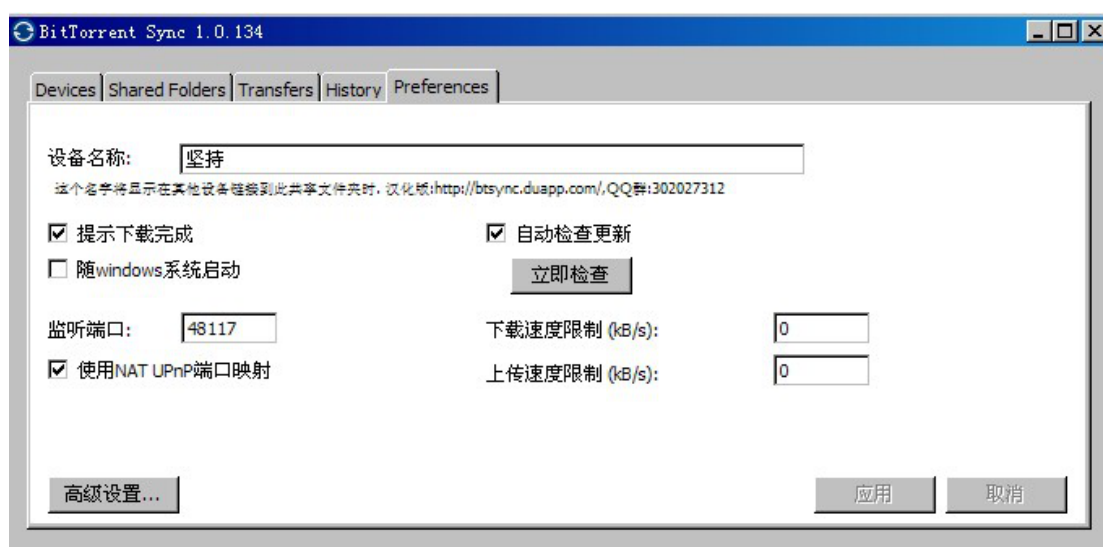 BitTorrent Sync 1.0.134
Devices Shared Folders Transfers History Preferences
设备名称: 坚持
这个名字将显示在其他设备链接到此共享文件夹时. 汉化版:http://btsync.duapp.com/,QQ群:302027312
提示下载完成 自动检查更新
随windows系统启动 立即检查
监听端口: 48117 下载速度限制 (kB/s): 0
使用NAT UPnP端口映射 上传速度限制 (kB/s): 0
高级设置... 应用 取消